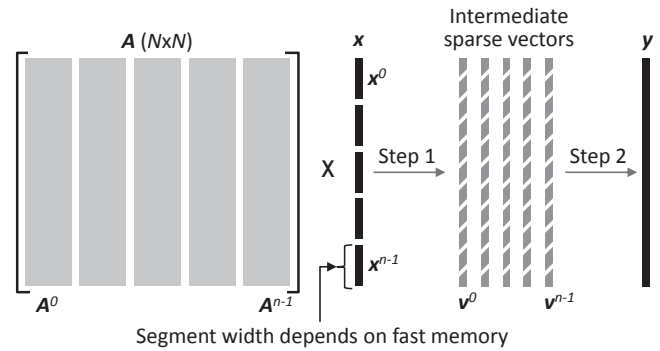 Intermediate
sparse vectors
A (NxN)
x
y
x^0
X
Step 1
Step 2
x^{n-1}
A^0
A^{n-1}
v^0
v^{n-1}
Segment width depends on fast memory